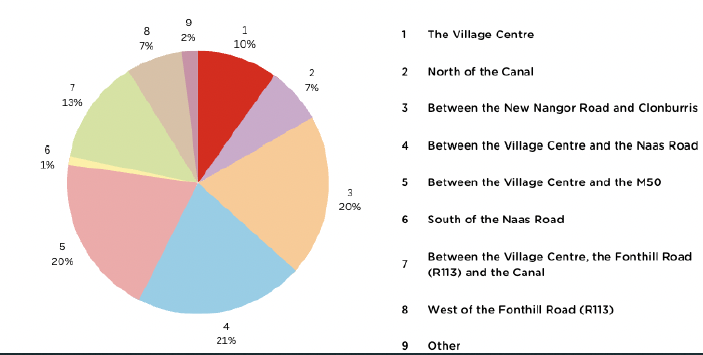 9
2%
8
7%
1
10%
2
7%
7
13%
6
1%
3
20%
5
20%
4
21%
1 The Village Centre
2 North of the Canal
3 Between the New Nangor Road and Clonburris
4 Between the Village Centre and the Naas Road
5 Between the Village Centre and the M50
6 South of the Naas Road
7 Between the Village Centre, the Fonthill Road
(R113) and the Canal
8 West of the Fonthill Road (R113)
9 Other